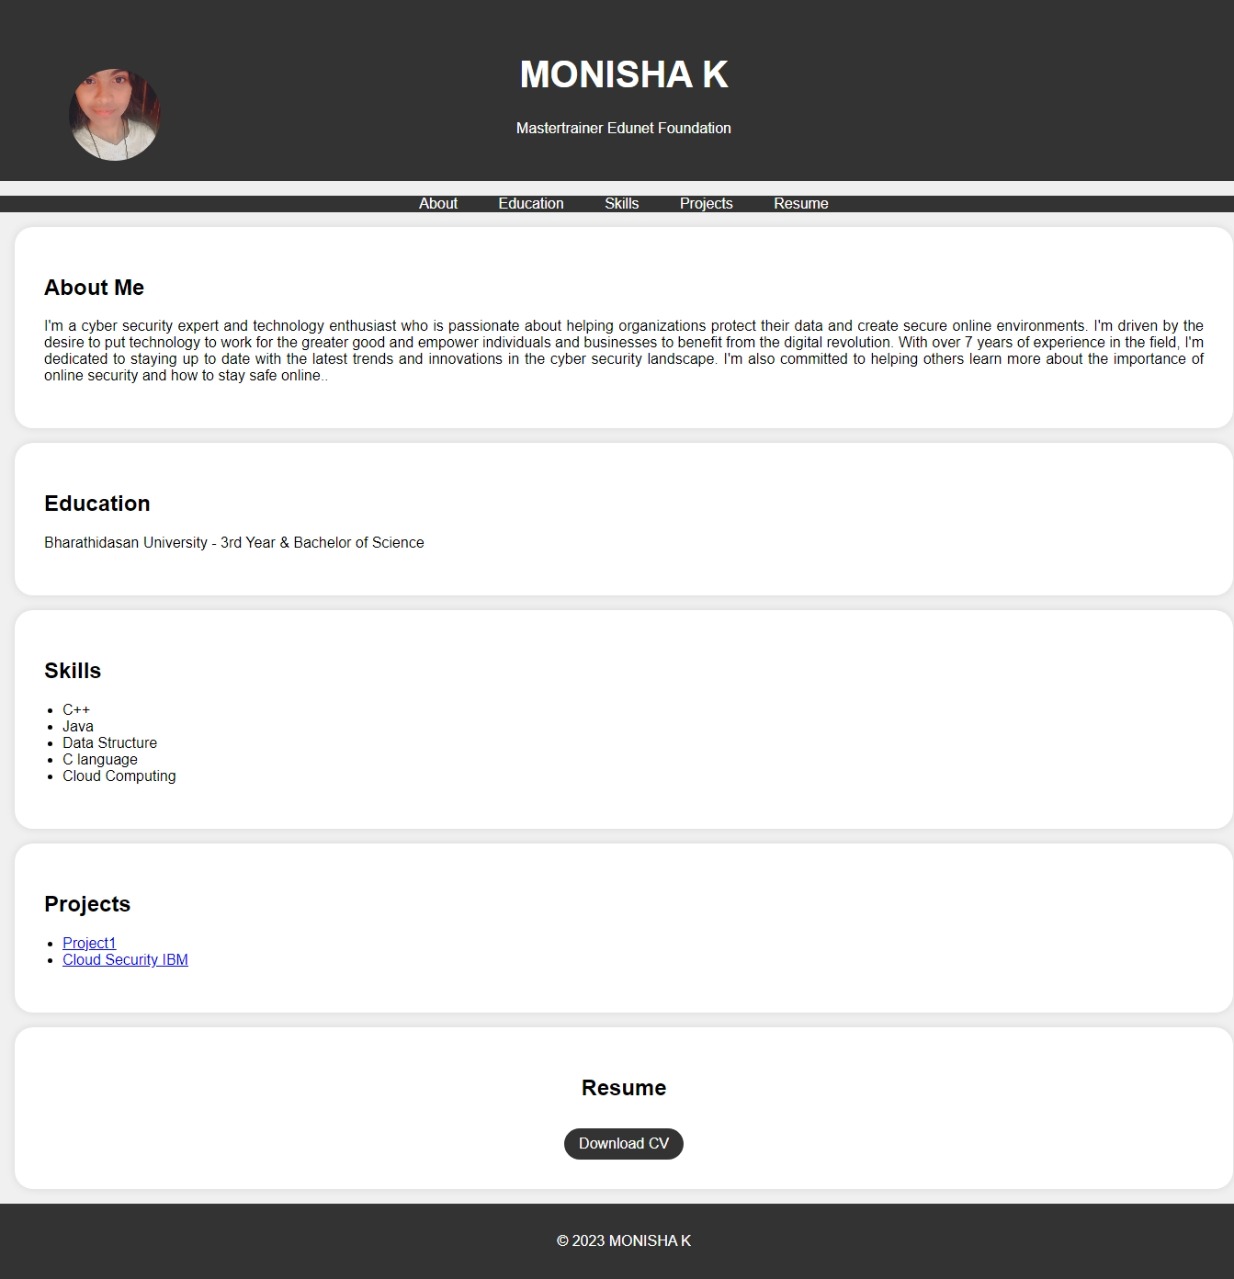 MONISHA K
Mastertrainer Edunet Foundation
About Education Skills Projects Resume
About Me
I'm a cyber security expert and technology enthusiast who is passionate about helping organizations protect their data and create secure online environments. I'm driven by the
desire to put technology to work for the greater good and empower individuals and businesses to benefit from the digital revolution. With over 7 years of experience in the field, I'm
dedicated to staying up to date with the latest trends and innovations in the cyber security landscape. I'm also committed to helping others learn more about the importance of
online security and how to stay safe online..
Education
Bharathidasan University - 3rd Year & Bachelor of Science
Skills
• C++
• Java
• Data Structure
• C language
• Cloud Computing
Projects
• Project1
• Cloud Security IBM
Resume
Download CV
© 2023 MONISHA K